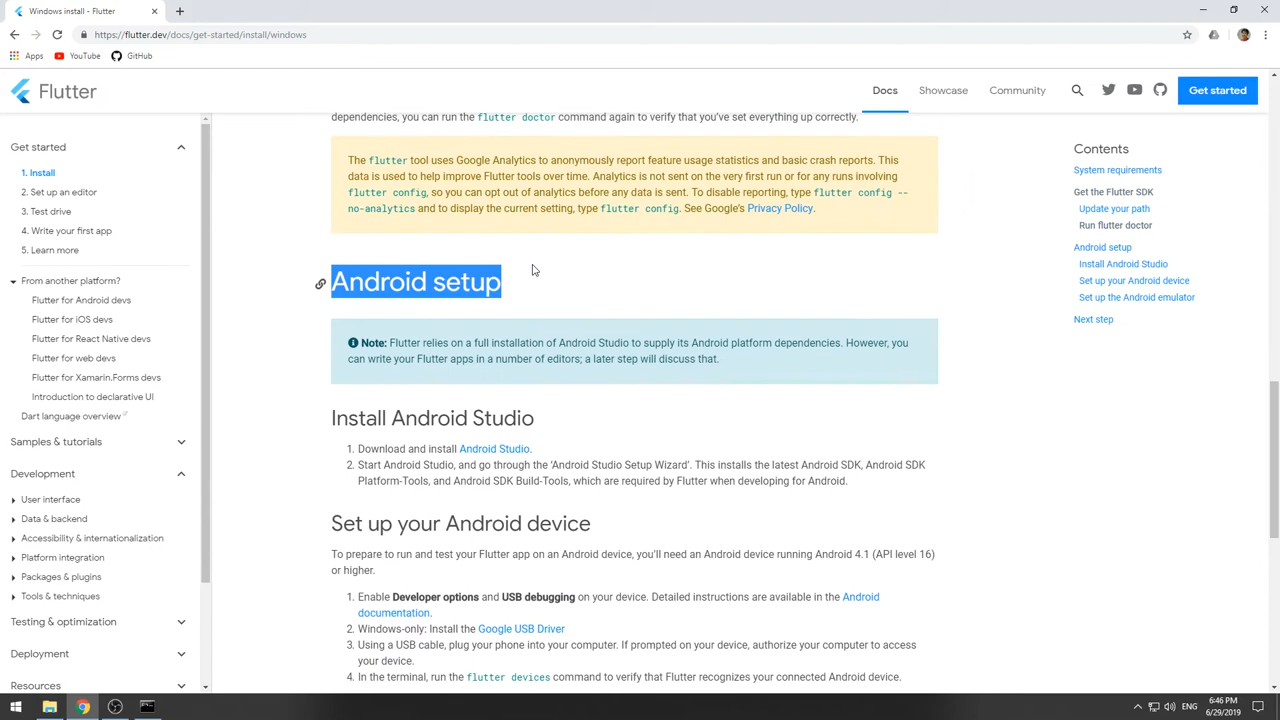 Windows install - Flutter
https://flutter.dev/docs/get-started/install/windows
Apps
YouTube
GitHub
Flutter
Docs
Showcase
Community
Get started
Get started
1. Install
2. Set up an editor
3. Test drive
4. Write your first app
5. Learn more
From another platform?
Flutter for Android devs
Flutter for iOS devs
Flutter for React Native devs
Flutter for web devs
Flutter for Xamarin.Forms devs
Introduction to declarative UI
Dart language overview
Samples & tutorials
Development
User interface
Data & backend
Accessibility & internationalization
Platform integration
Packages & plugins
Tools & techniques
Testing & optimization
Deployment
Resources
dependencies, you can run the flutter doctor command again to verify that you've set everything up correctly.
The flutter tool uses Google Analytics to anonymously report feature usage statistics and basic crash reports. This
data is used to help improve Flutter tools over time. Analytics is not sent on the very first run or for any runs involving
flutter config, so you can opt out of analytics before any data is sent. To disable reporting, type flutter config --
no-analytics and to display the current setting, type flutter config. See Google's Privacy Policy.
Android setup
Note: Flutter relies on a full installation of Android Studio to supply its Android platform dependencies. However, you
can write your Flutter apps in a number of editors; a later step will discuss that.
Install Android Studio
1. Download and install Android Studio.
2. Start Android Studio, and go through the 'Android Studio Setup Wizard'. This installs the latest Android SDK, Android SDK
Platform-Tools, and Android SDK Build-Tools, which are required by Flutter when developing for Android.
Set up your Android device
To prepare to run and test your Flutter app on an Android device, you'll need an Android device running Android 4.1 (API level 16)
or higher.
1. Enable Developer options and USB debugging on your device. Detailed instructions are available in the Android
documentation.
2. Windows-only: Install the Google USB Driver
3. Using a USB cable, plug your phone into your computer. If prompted on your device, authorize your computer to access
your device.
4. In the terminal, run the flutter devices command to verify that Flutter recognizes your connected Android device.
Contents
System requirements
Get the Flutter SDK
Update your path
Run flutter doctor
Android setup
Install Android Studio
Set up your Android device
Set up the Android emulator
Next step
ENG
6:46 PM
6/29/2019